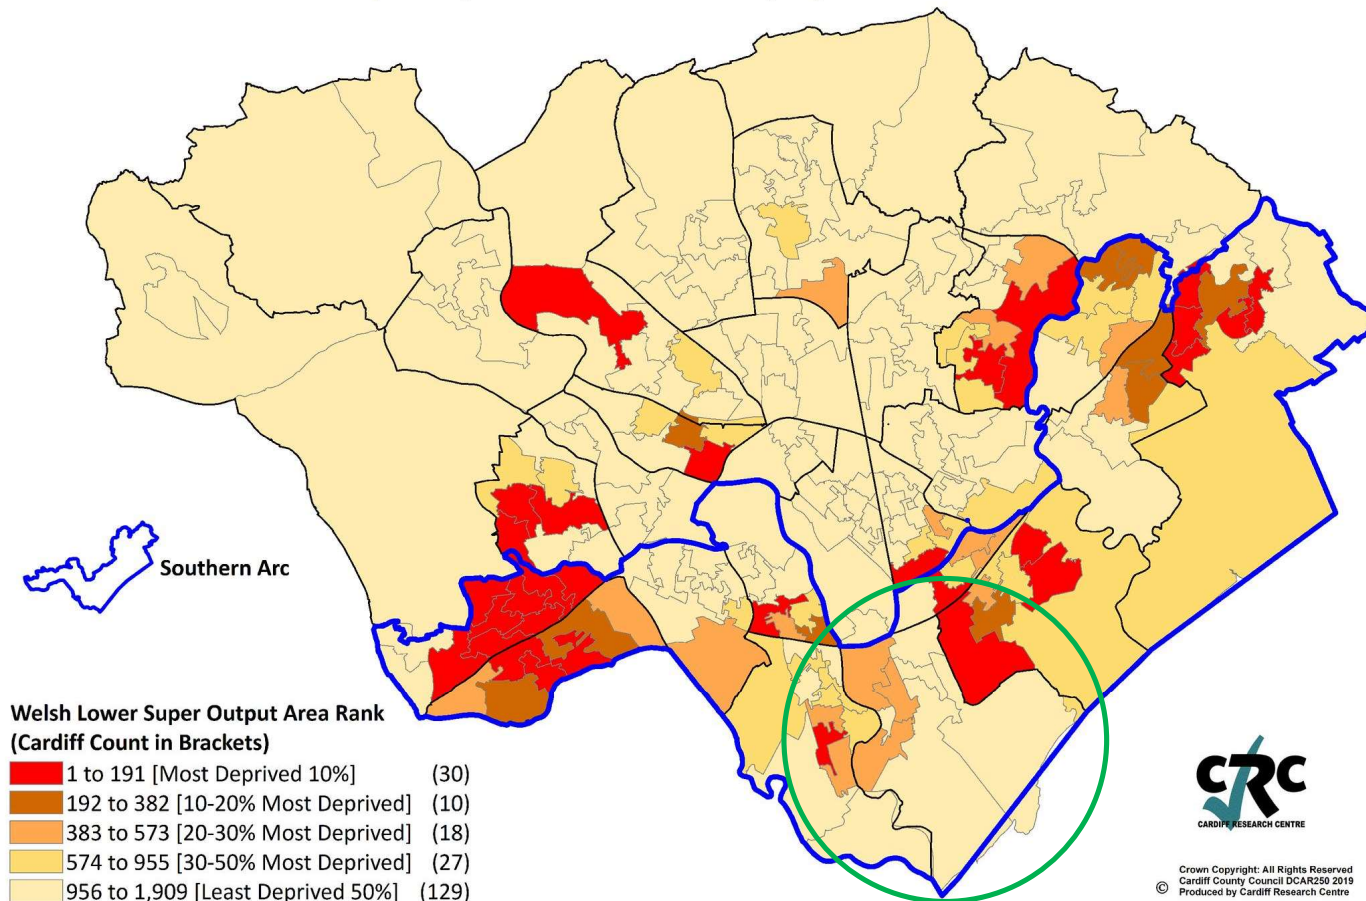 Southern Arc
Welsh Lower Super Output Area Rank
(Cardiff Count in Brackets)
1 to 191 [Most Deprived 10%] (30)
192 to 382 [10-20% Most Deprived] (10)
383 to 573 [20-30% Most Deprived] (18)
574 to 955 [30-50% Most Deprived] (27)
956 to 1,909 [Least Deprived 50%] (129)
CRC
CARDIFF RESEARCH CENTRE
Crown Copyright: All Rights Reserved
Cardiff County Council DCAR250 2019
© Produced by Cardiff Research Centre